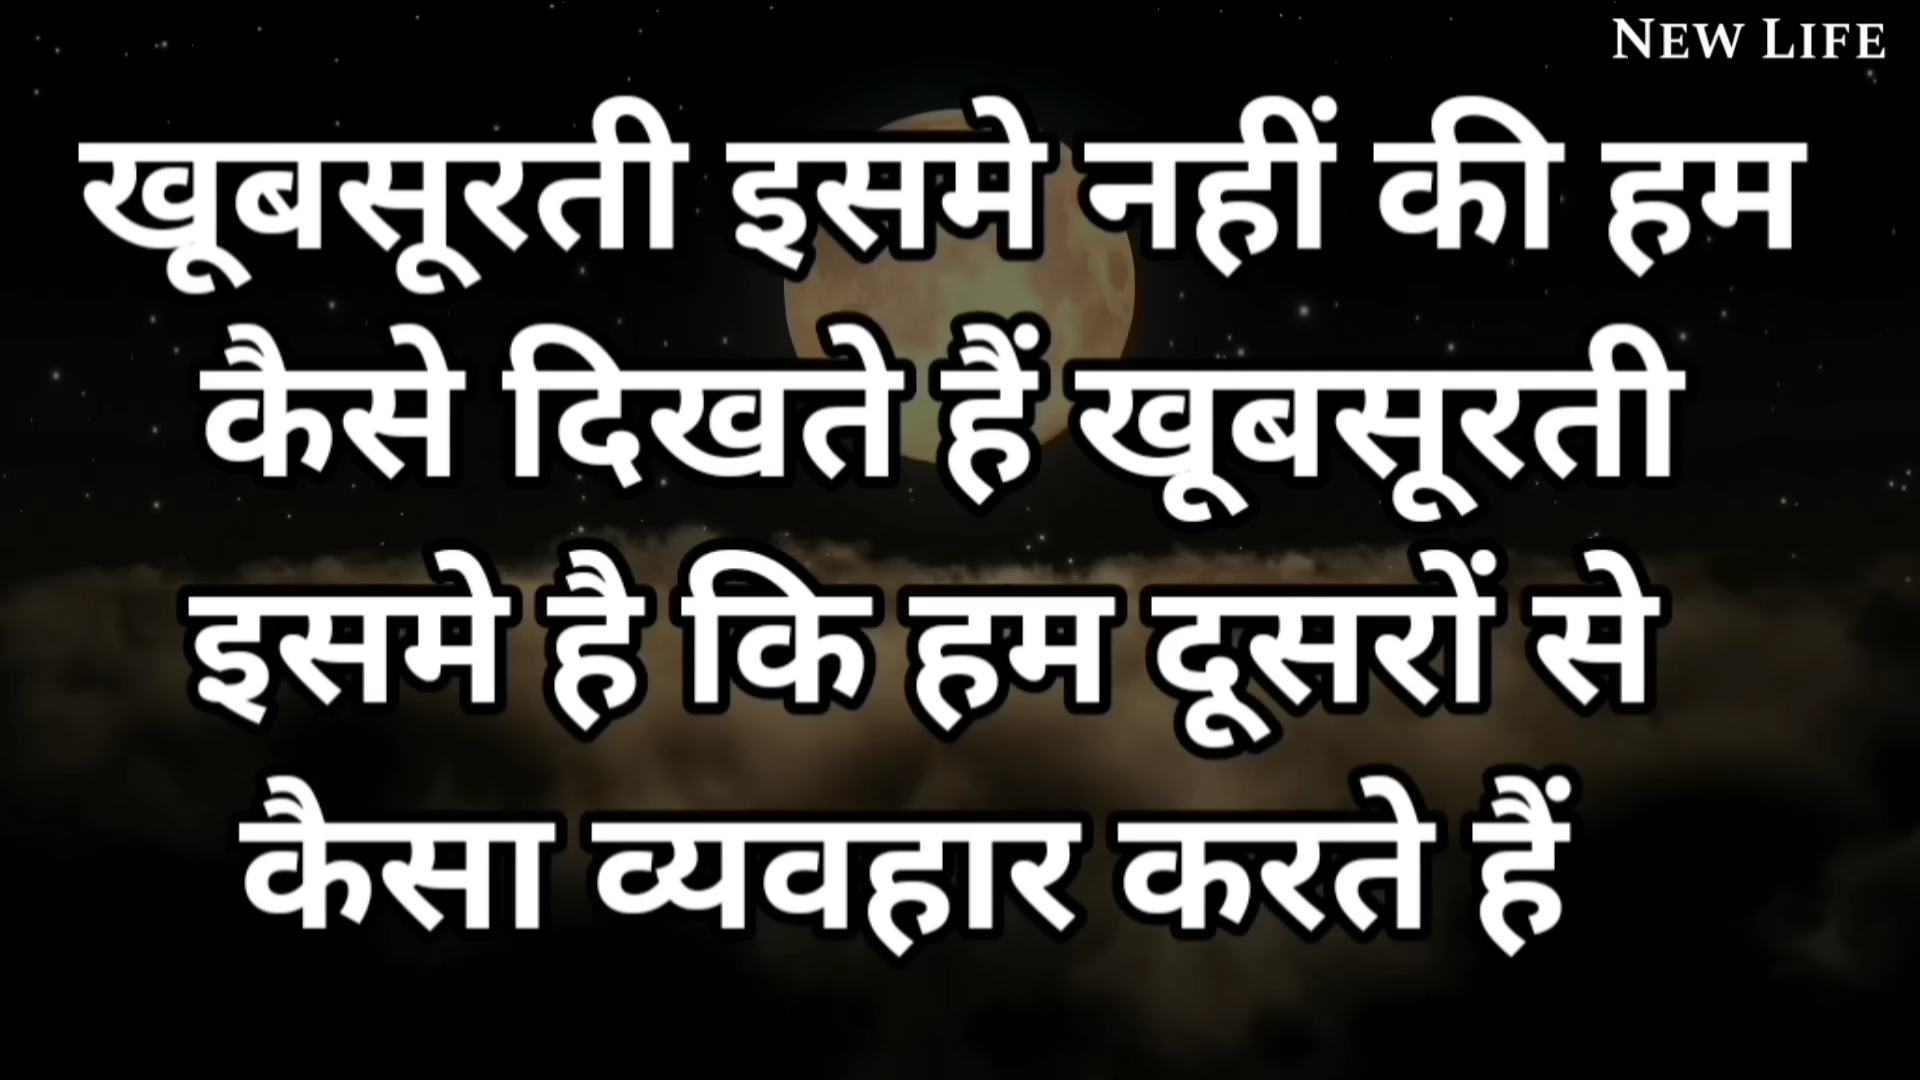 NEW LIFE
खूबसूरती इसमे नहीं की हम
कैसे दिखते हैं खूबसूरती
इसमे है कि हम दूसरों से
कैसा व्यवहार करते हैं